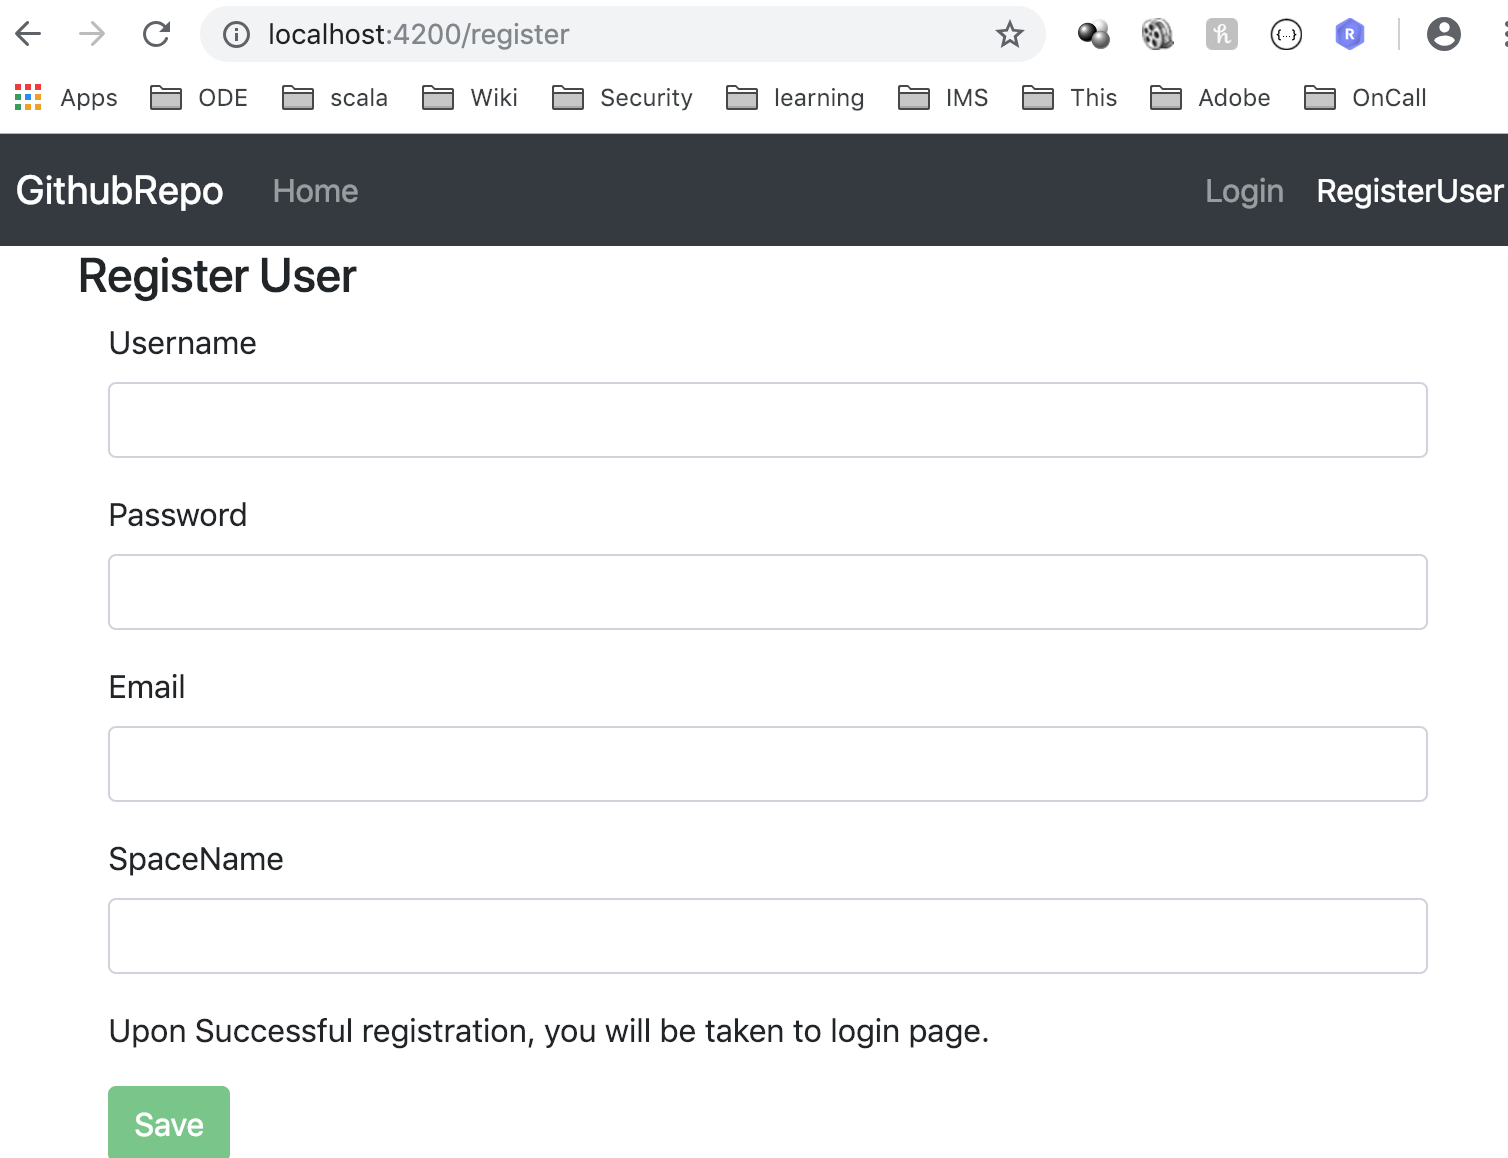 localhost:4200/register
Apps ODE scala Wiki Security learning IMS This Adobe OnCall
GithubRepo Home Login RegisterUser
Register User
Username
Password
Email
SpaceName
Upon Successful registration, you will be taken to login page.
Save